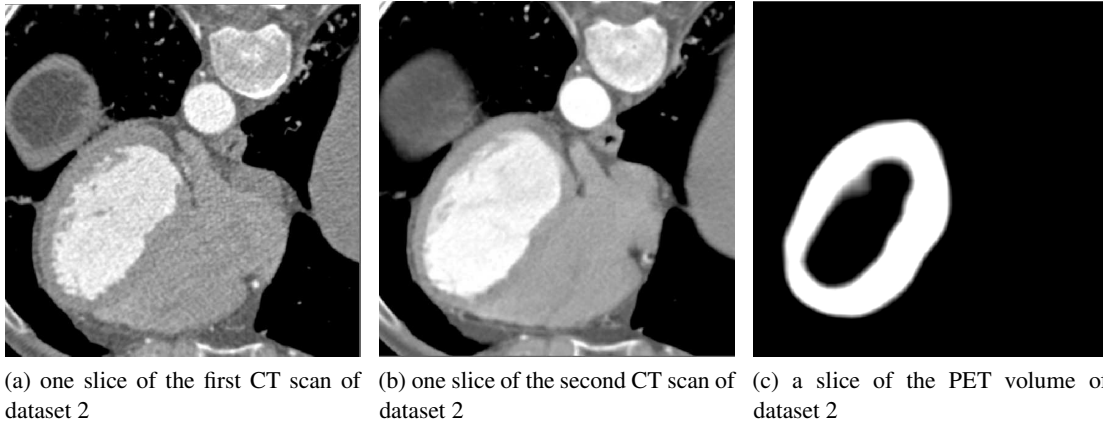 (a) one slice of the first CT scan of
dataset 2
(b) one slice of the second CT scan of
dataset 2
(c) a slice of the PET volume of
dataset 2